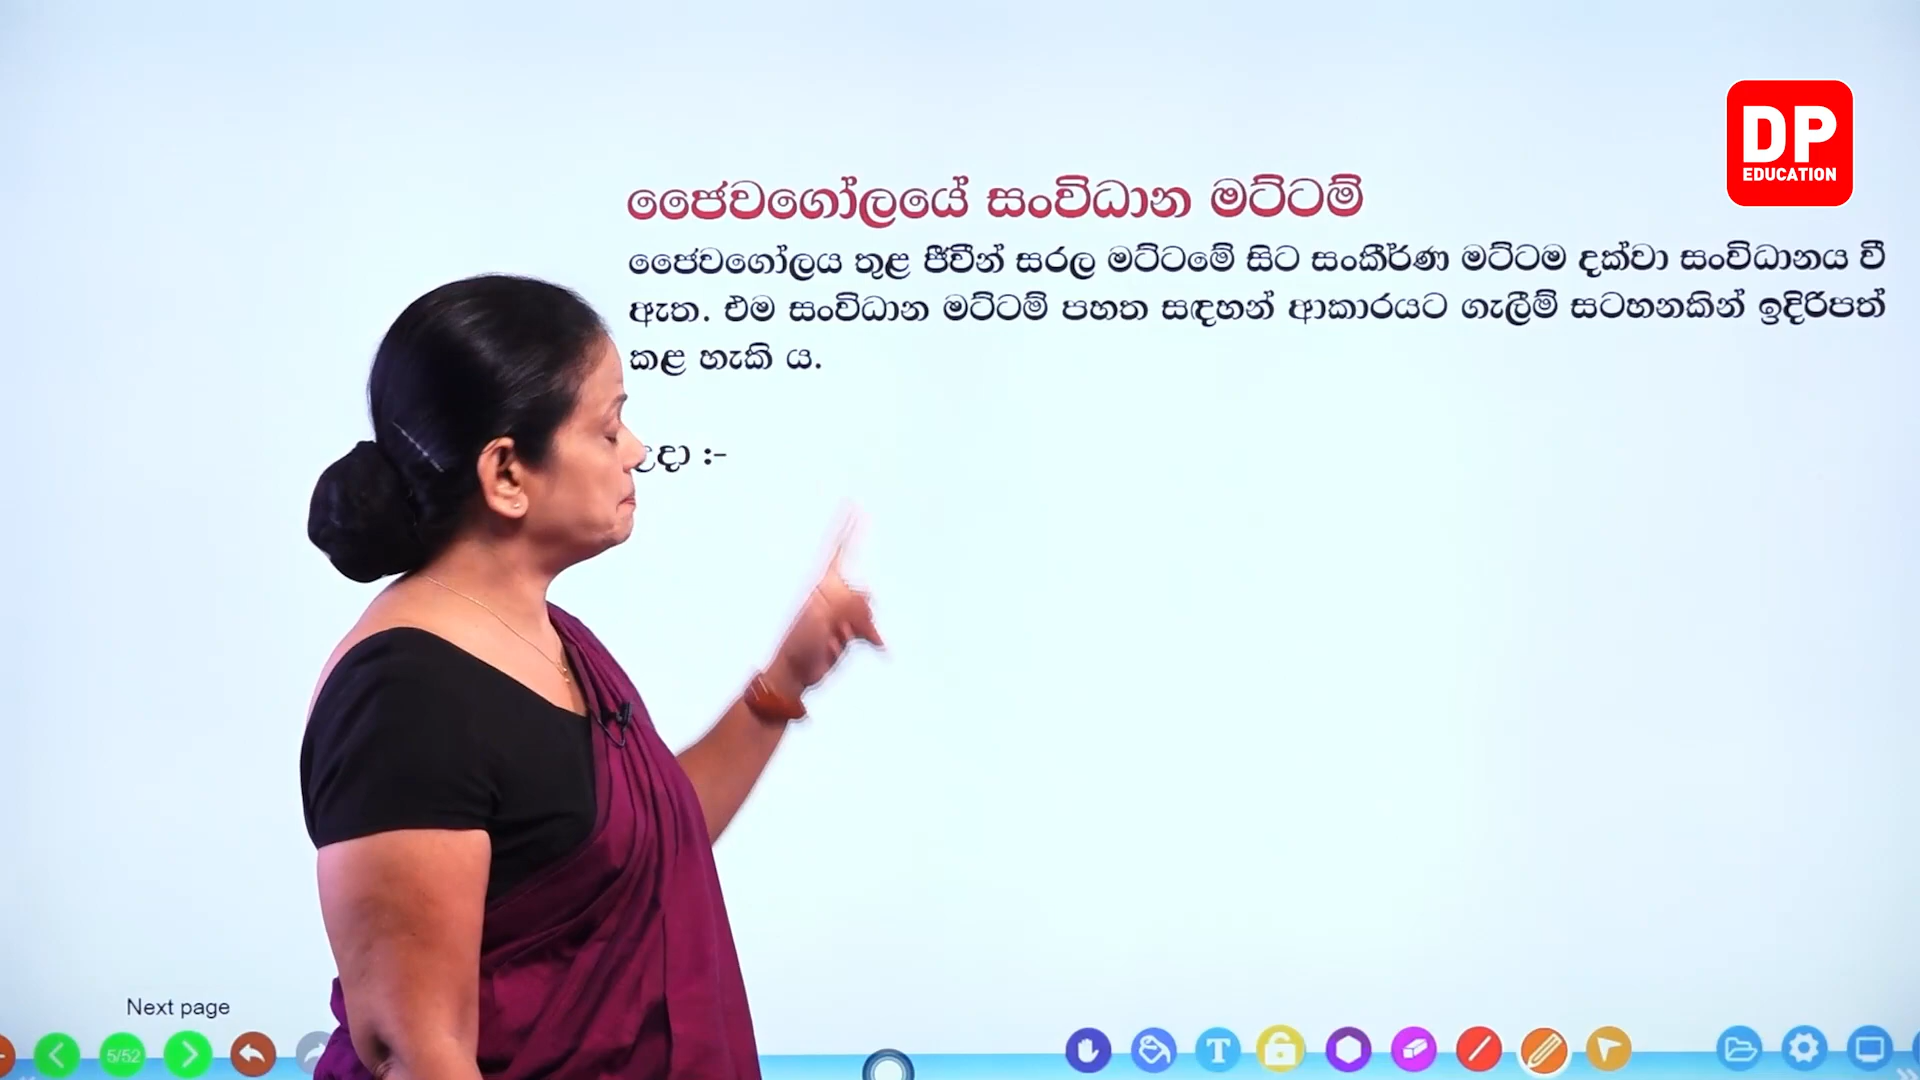 DP
EDUCATION
ජෛවගෝලයේ සංවිධාන මට්ටම්
ජෛවගෝලය තුළ ජීවීන් සරල මට්ටමේ සිට සංකීර්ණ මට්ටම දක්වා සංවිධානය වී
ඇත. එම සංවිධාන මට්ටම් පහත සඳහන් ආකාරයට ගැලීම් සටහනකින් ඉදිරිපත්
කළ හැකි ය.
:-
Next page
5/52
T